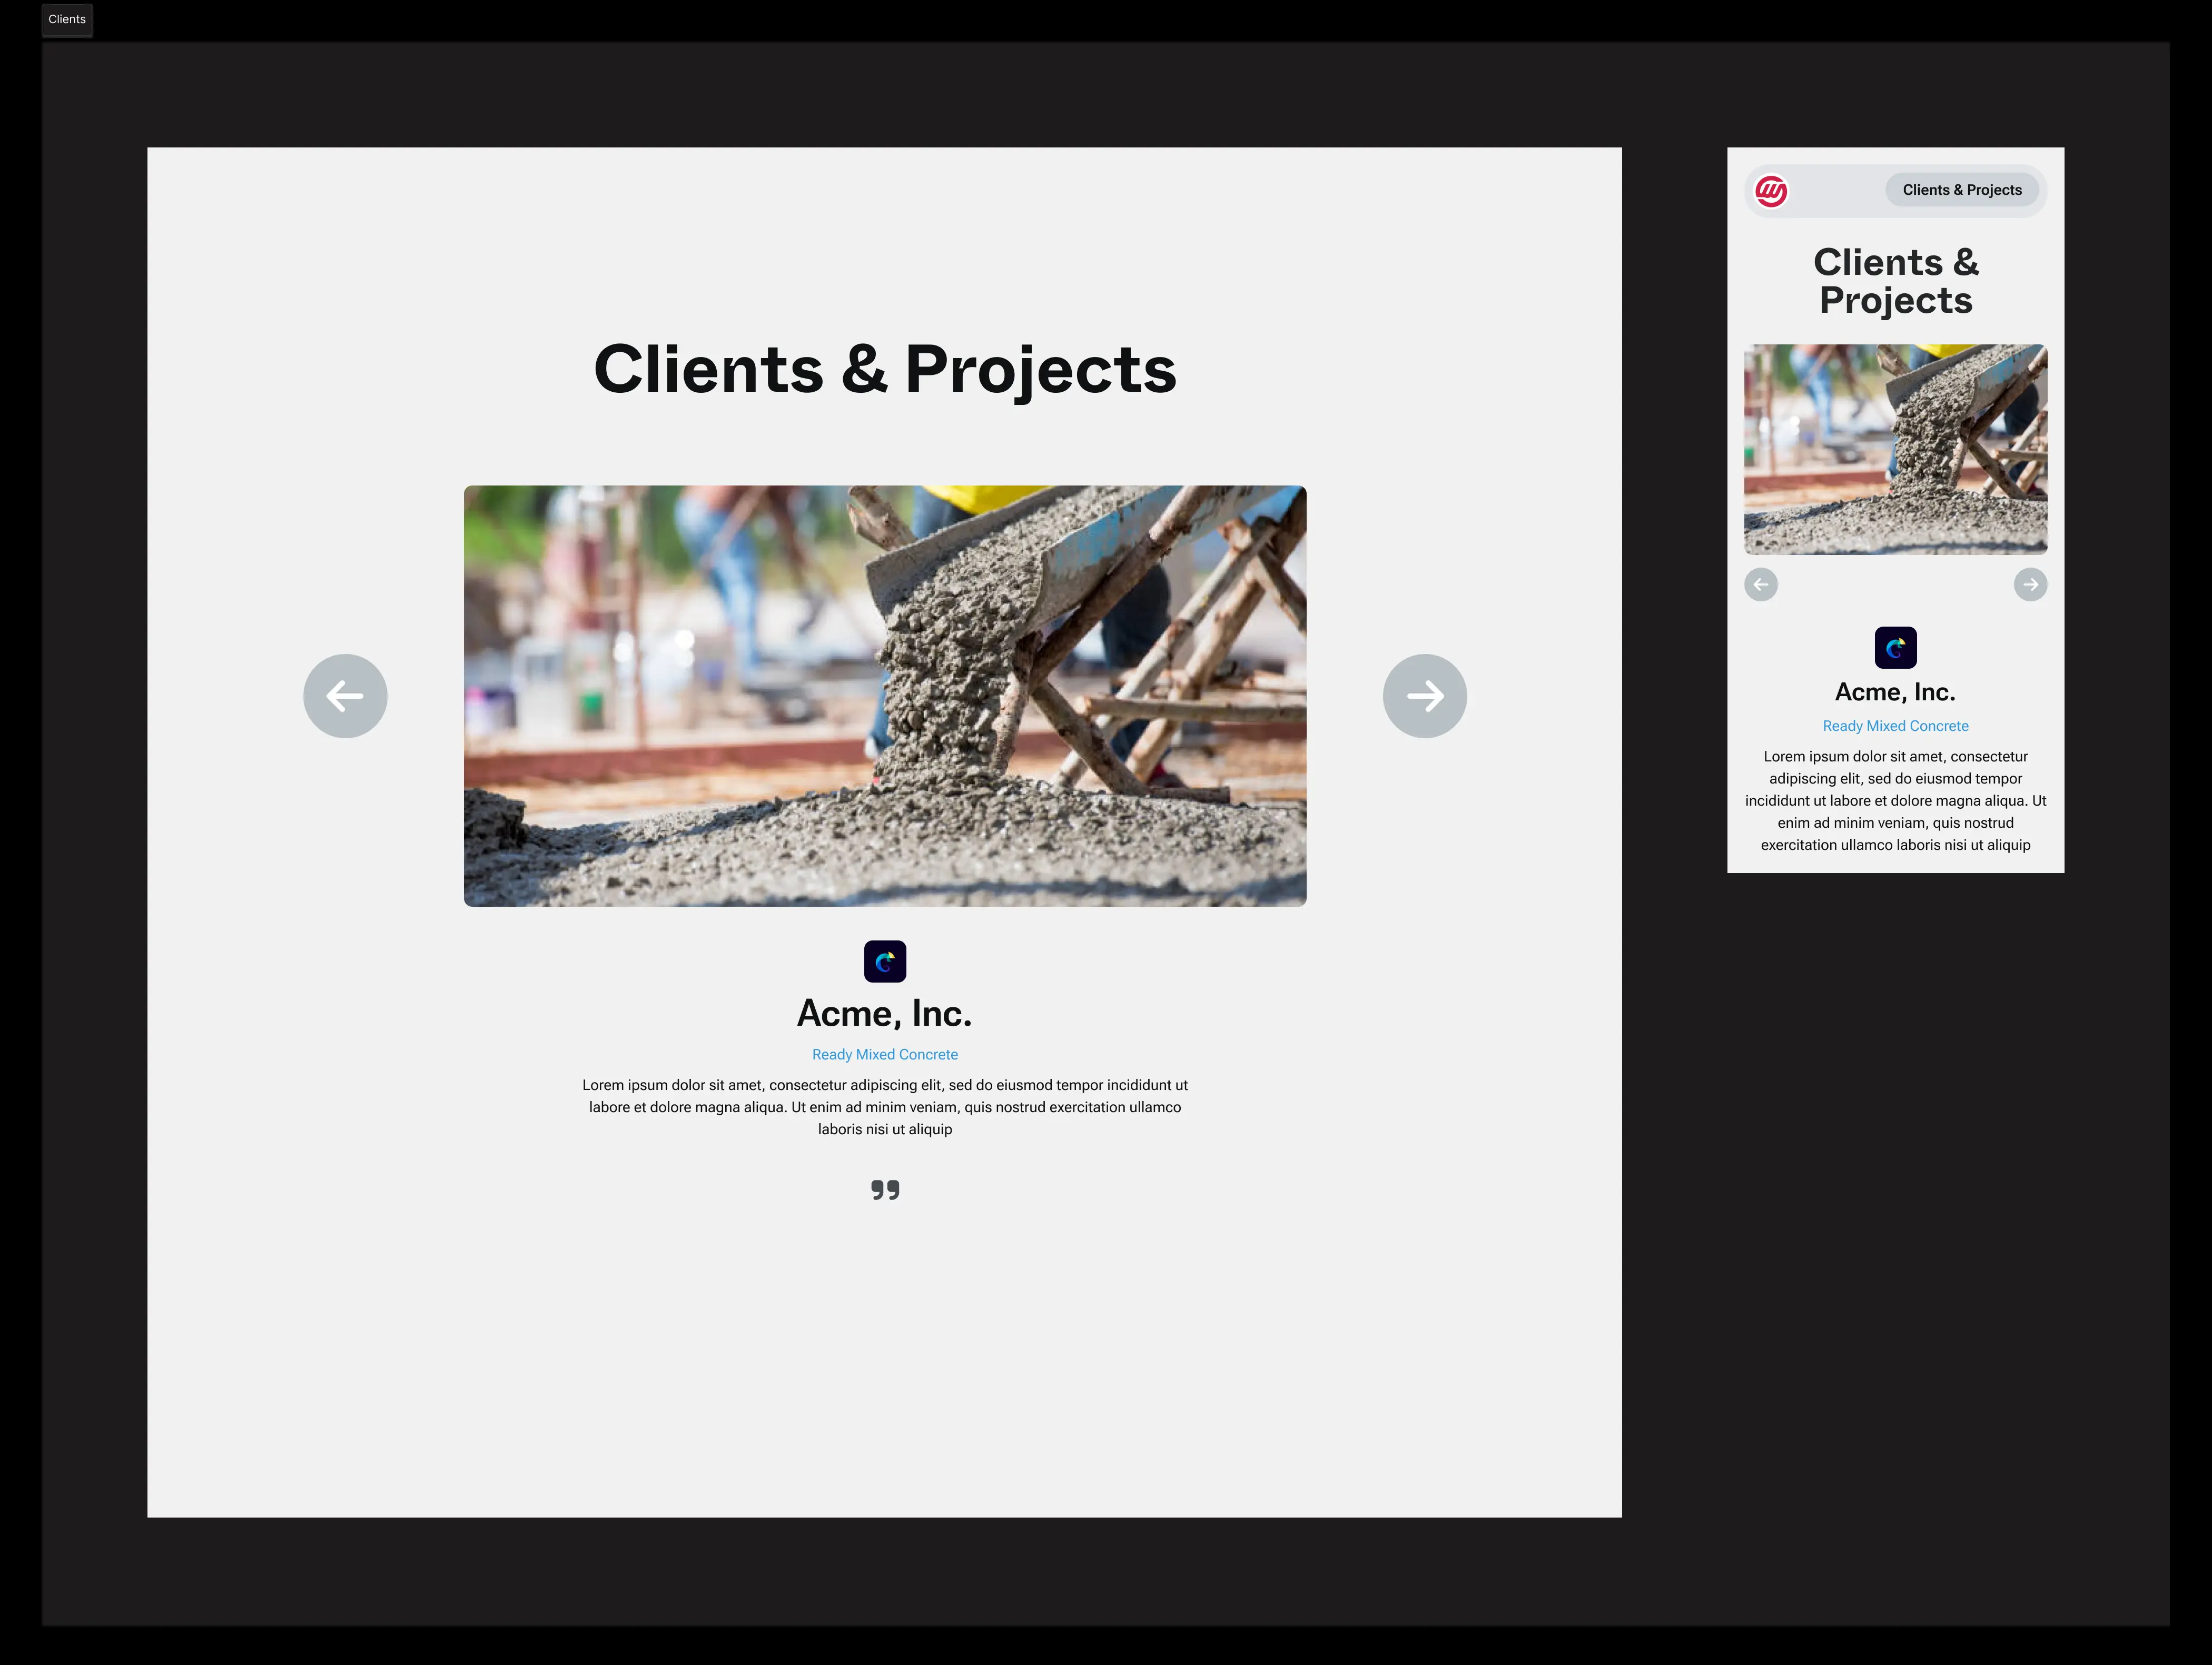 Clients
Clients & Projects
Acme, Inc.
Ready Mixed Concrete
Lorem ipsum dolor sit amet, consectetur adipiscing elit, sed do eiusmod tempor incididunt ut
labore et dolore magna aliqua. Ut enim ad minim veniam, quis nostrud exercitation ullamco
laboris nisi ut aliquip
”
Clients & Projects
Clients &
Projects
Acme, Inc.
Ready Mixed Concrete
Lorem ipsum dolor sit amet, consectetur
adipiscing elit, sed do eiusmod tempor
incididunt ut labore et dolore magna aliqua. Ut
enim ad minim veniam, quis nostrud
exercitation ullamco laboris nisi ut aliquip